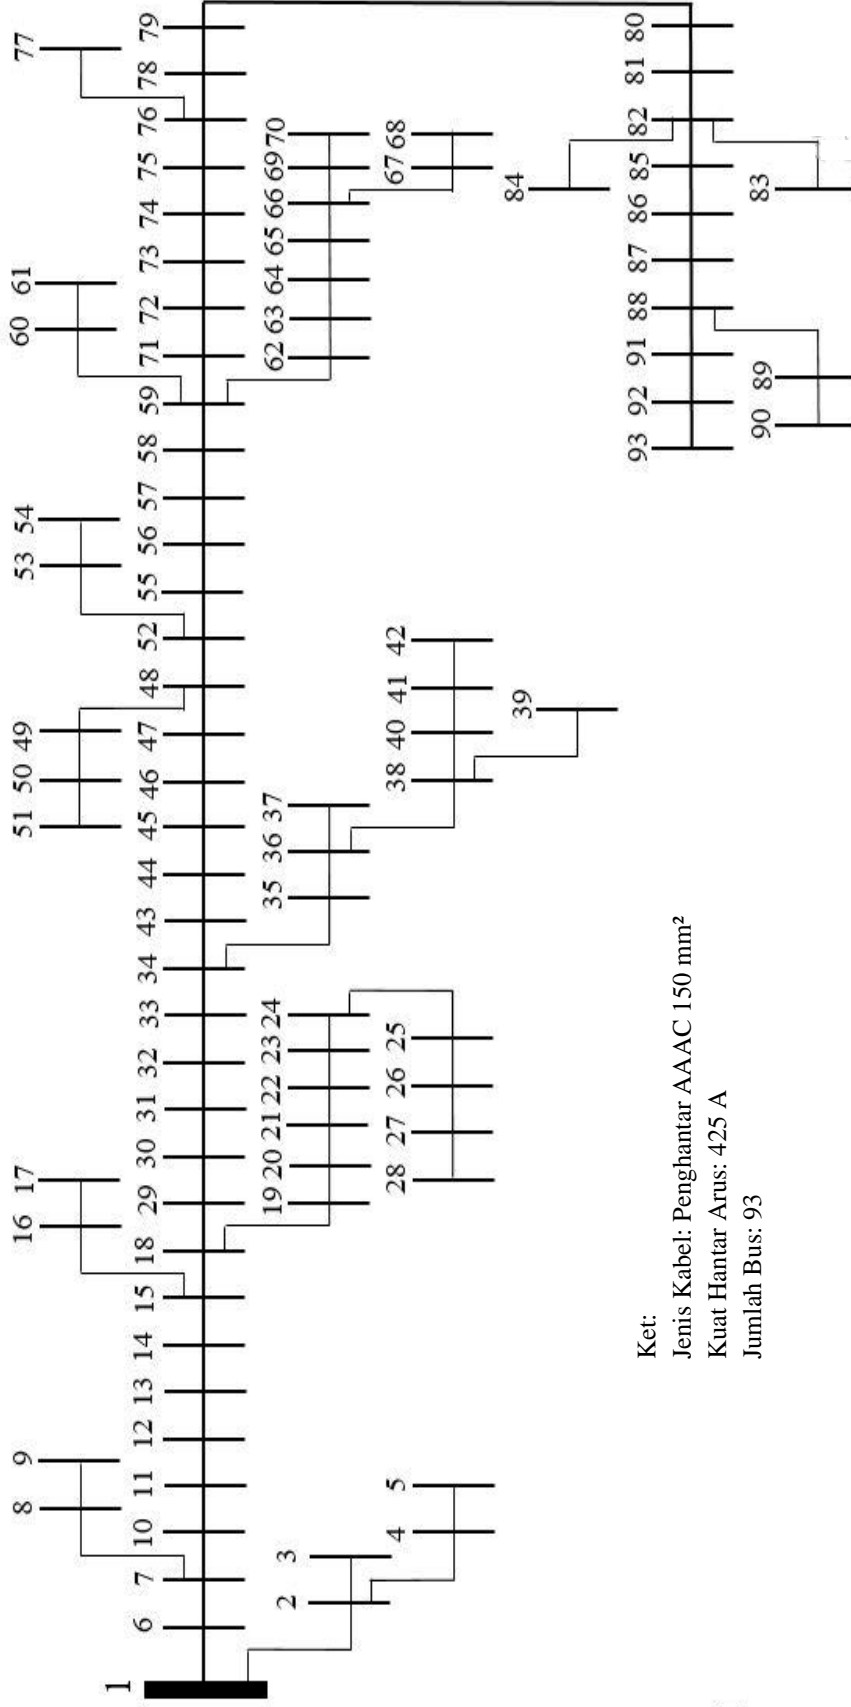 8 9 16 17 51 50 49 53 54 60 61 77
1
6 7 10 11 12 13 14 15 18 29 30 31 32 33 34 43 44 45 46 47 48 52 55 56 57 58 59 71 72 73 74 75 76 78 79
2 3 19 20 21 22 23 24 35 36 37 62 63 64 65 66 69 70
4 5 28 27 26 25 38 40 41 42 67 68
39 84
93 92 91 88 87 86 85 82 81 80
90 89 83
Ket:
Jenis Kabel: Penghantar AAAC 150 mm²
Kuat Hantar Arus: 425 A
Jumlah Bus: 93